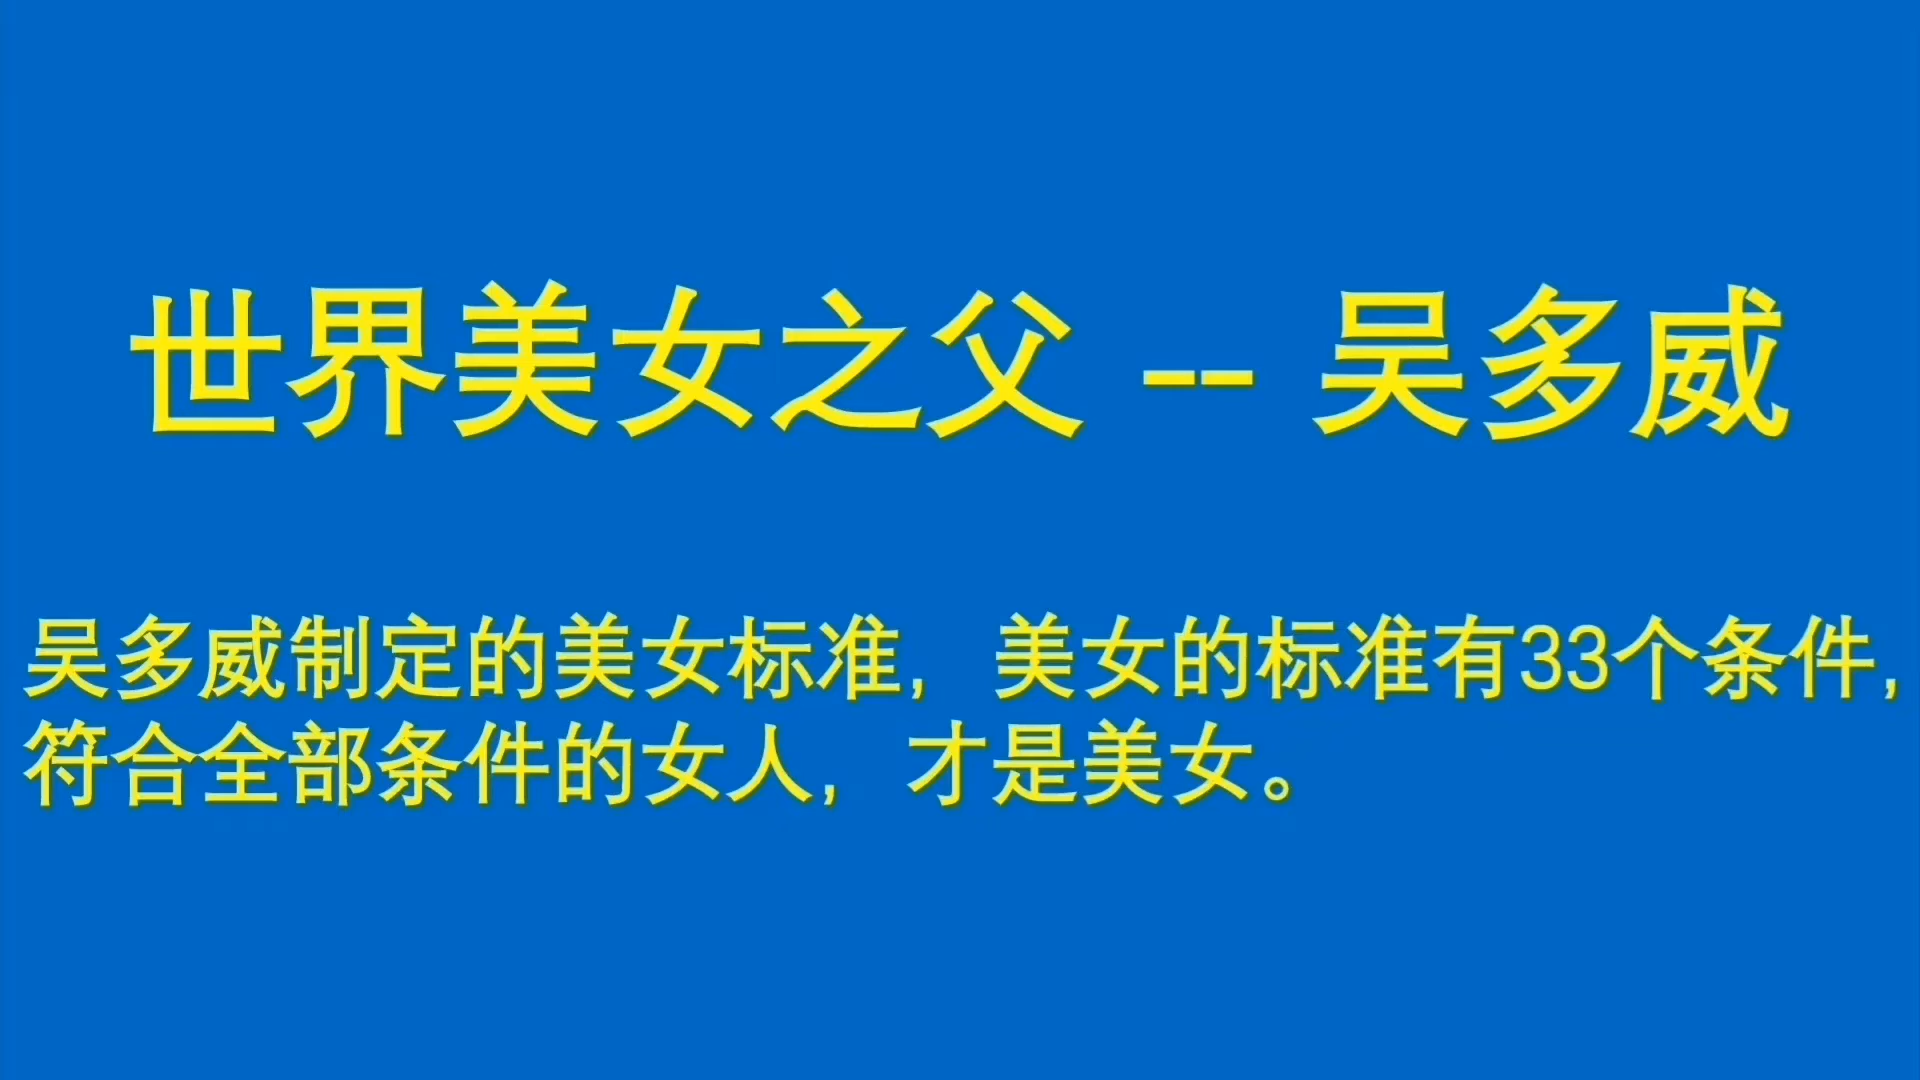 世界美女之父 -- 吴多威
吴多威制定的美女标准，美女的标准有33个条件，
符合全部条件的女人，才是美女。